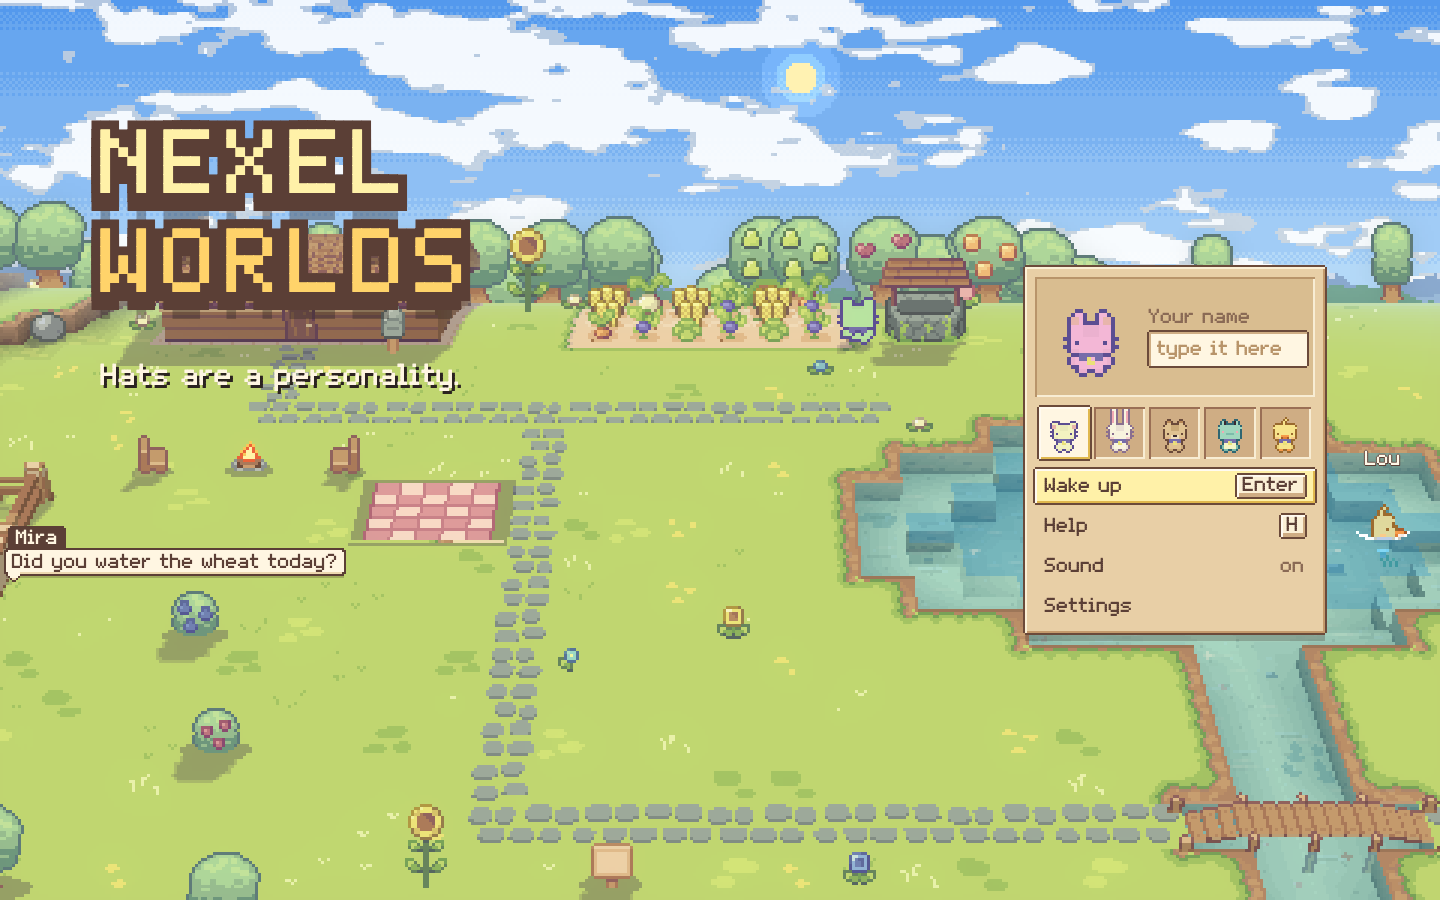 NEXEL
WORLDS
Hats are a personality.
Mira
Did you water the wheat today?
Your name
type it here
Wake up Enter
Help H
Sound on
Settings
Lou